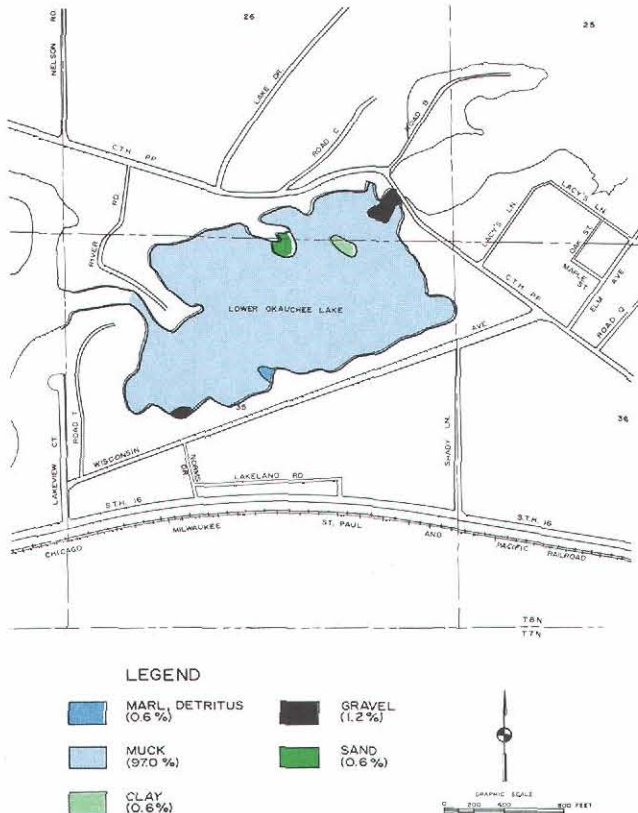 26
25
NELSON RD.
LAKE DR.
ROAD C
ROAD B
C.T.H. PP
RIVER RD
LACY'S LN.
LACY'S LN.
OAK ST.
MAPLE ST
ELM AVE
ROAD Q
C.T.H. PP
LOWER OKAUCHEE LAKE
WISCONSIN AVE
35
36
LAKEVIEW CT.
ROAD T
NORMS DR.
LAKELAND RD
SHADY LN.
S.T.H. 16
S.T.H. 16
CHICAGO MILWAUKEE ST. PAUL AND PACIFIC RAILROAD
T8N
T7N
LEGEND
MARL, DETRITUS
(0.6%)
GRAVEL
(1.2%)
MUCK
(97.0 %)
SAND
(0.6%)
CLAY
(0.6%)
GRAPHIC SCALE
0 200 400 800 FEET